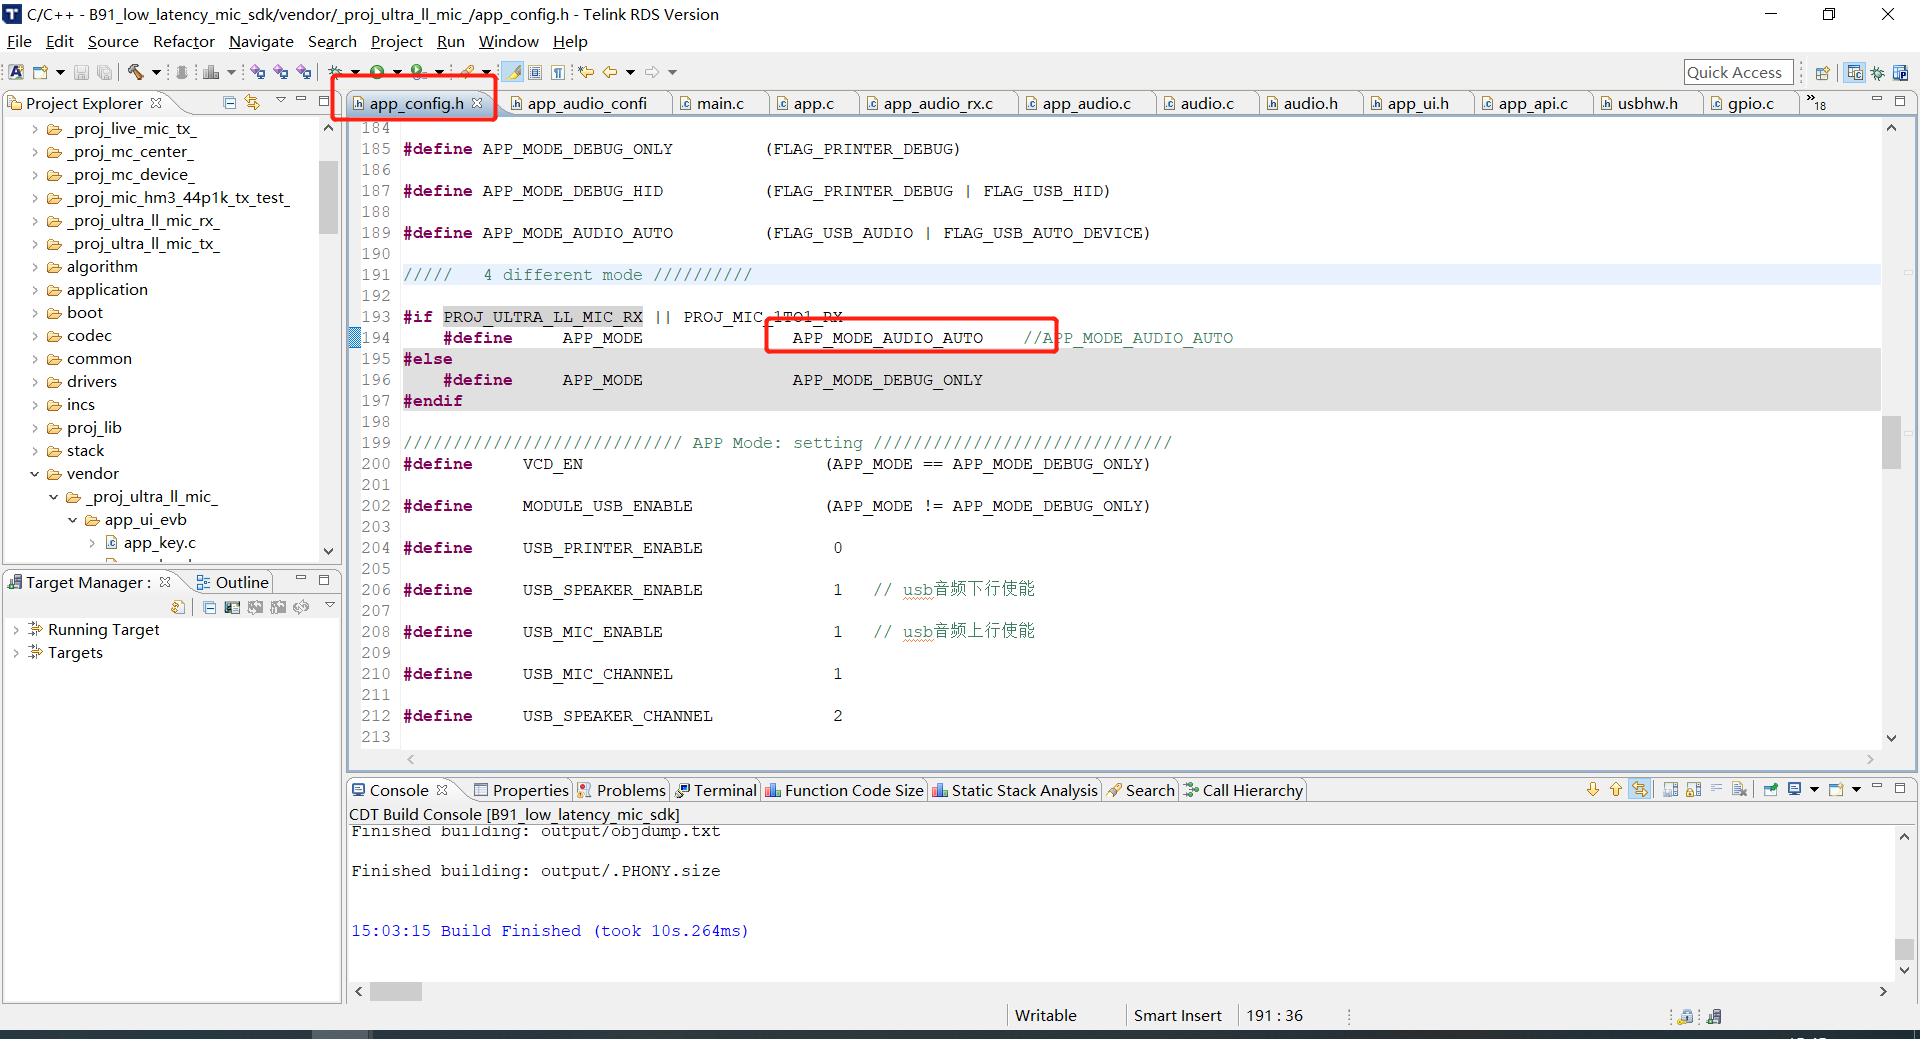 C/C++ - B91_low_latency_mic_sdk/vendor/_proj_ultra_ll_mic_/app_config.h - Telink RDS Version
File Edit Source Refactor Navigate Search Project Run Window Help
Quick Access
Project Explorer
app_config.h app_audio_confi main.c app.c app_audio_rx.c app_audio.c audio.c audio.h app_ui.h app_api.c usbhw.h gpio.c »18
_proj_live_mic_tx_
_proj_mc_center_
_proj_mc_device_
_proj_mic_hm3_44p1k_tx_test_
_proj_ultra_ll_mic_rx_
_proj_ultra_ll_mic_tx_
algorithm
application
boot
codec
common
drivers
incs
proj_lib
stack
vendor
_proj_ultra_ll_mic_
app_ui_evb
app_key.c
Target Manager : Outline
Running Target
Targets
184
185 #define APP_MODE_DEBUG_ONLY (FLAG_PRINTER_DEBUG)
186
187 #define APP_MODE_DEBUG_HID (FLAG_PRINTER_DEBUG | FLAG_USB_HID)
188
189 #define APP_MODE_AUDIO_AUTO (FLAG_USB_AUDIO | FLAG_USB_AUTO_DEVICE)
190
191 ///// 4 different mode //////////
192
193 #if PROJ_ULTRA_LL_MIC_RX || PROJ_MIC_1TO1_RX
194 #define APP_MODE APP_MODE_AUDIO_AUTO //APP_MODE_AUDIO_AUTO
195 #else
196 #define APP_MODE APP_MODE_DEBUG_ONLY
197 #endif
198
199 //////////////////////////// APP Mode: setting //////////////////////////////
200 #define VCD_EN (APP_MODE == APP_MODE_DEBUG_ONLY)
201
202 #define MODULE_USB_ENABLE (APP_MODE != APP_MODE_DEBUG_ONLY)
203
204 #define USB_PRINTER_ENABLE 0
205
206 #define USB_SPEAKER_ENABLE 1 // usb音频下行使能
207
208 #define USB_MIC_ENABLE 1 // usb音频上行使能
209
210 #define USB_MIC_CHANNEL 1
211
212 #define USB_SPEAKER_CHANNEL 2
213
Console Properties Problems Terminal Function Code Size Static Stack Analysis Search Call Hierarchy
CDT Build Console [B91_low_latency_mic_sdk]
Finished building: output/objdump.txt
Finished building: output/.PHONY.size
15:03:15 Build Finished (took 10s.264ms)
Writable Smart Insert 191 : 36